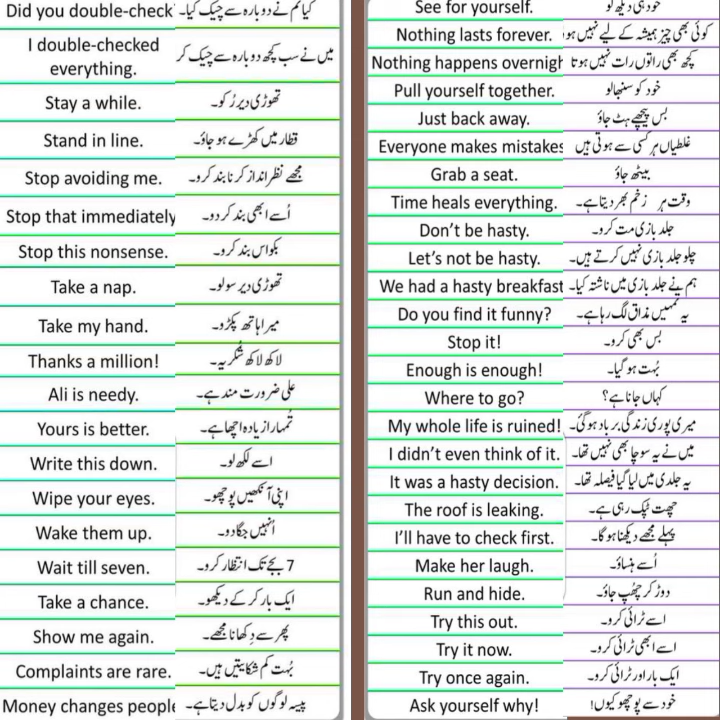 Did you double-check کیا تم نے دوبارہ سے چیک کیا۔
I double-checked everything. میں نے سب کچھ دوبارہ سے چیک کر
Stay a while. تھوڑی دیر رُکو۔
Stand in line. قطار میں کھڑے ہو جاؤ۔
Stop avoiding me. مجھے نظر انداز کرنا بند کرو۔
Stop that immediately اُسے ابھی بند کر دو۔
Stop this nonsense. بکواس بند کرو۔
Take a nap. تھوڑی دیر سو لو۔
Take my hand. میرا ہاتھ پکڑو۔
Thanks a million! لاکھ لاکھ شُکریہ۔
Ali is needy. علی ضرورت مند ہے۔
Yours is better. تُمہارا زیادہ اچھا ہے۔
Write this down. اسے لکھ لو۔
Wipe your eyes. اپنی آنکھیں پوچھو۔
Wake them up. اُنہیں جگا دو۔
Wait till seven. 7 بجے تک انتظار کرو۔
Take a chance. ایک بار کر کے دیکھو۔
Show me again. پھر سے دِکھانا مجھے۔
Complaints are rare. بُہت کم شکایتیں ہیں۔
Money changes people پیسہ لوگوں کو بدل دیتا ہے۔
See for yourself. خود ہی دیکھ لو
Nothing lasts forever. کوئی بھی چیز ہمیشہ کے لیے نہیں ہو
Nothing happens overnigh کچھ بھی راتوں رات نہیں ہوتا
Pull yourself together. خود کو سنبھالو
Just back away. بس پیچھے ہٹ جاؤ
Everyone makes mistakes غلطیاں ہر کسی سے ہوتی ہیں
Grab a seat. بیٹھ جاؤ
Time heals everything. وقت ہر زخم بھر دیتا ہے۔
Don't be hasty. جلد بازی مت کرو۔
Let's not be hasty. چلو جلد بازی نہیں کرتے ہیں۔
We had a hasty breakfast ہم نے جلد بازی میں ناشتہ کیا۔
Do you find it funny? یہ تمہیں مذاق لگ رہا ہے۔
Stop it! بس بھی کرو۔
Enough is enough! بُہت ہو گیا۔
Where to go? کہاں جانا ہے؟
My whole life is ruined! میری پوری زندگی برباد ہو گئی۔
I didn't even think of it. میں نے یہ سوچا بھی نہیں تھا۔
It was a hasty decision. یہ جلدی میں لیا گیا فیصلہ تھا۔
The roof is leaking. چھت ٹپک رہی ہے۔
I'll have to check first. پہلے مجھے دیکھنا ہو گا۔
Make her laugh. اُسے ہنساؤ۔
Run and hide. دوڑ کر چھُپ جاؤ۔
Try this out. اسے ٹرائی کرو۔
Try it now. اسے ابھی ٹرائی کرو۔
Try once again. ایک بار اور ٹرائی کرو۔
Ask yourself why! خود سے پوچھو کیوں!